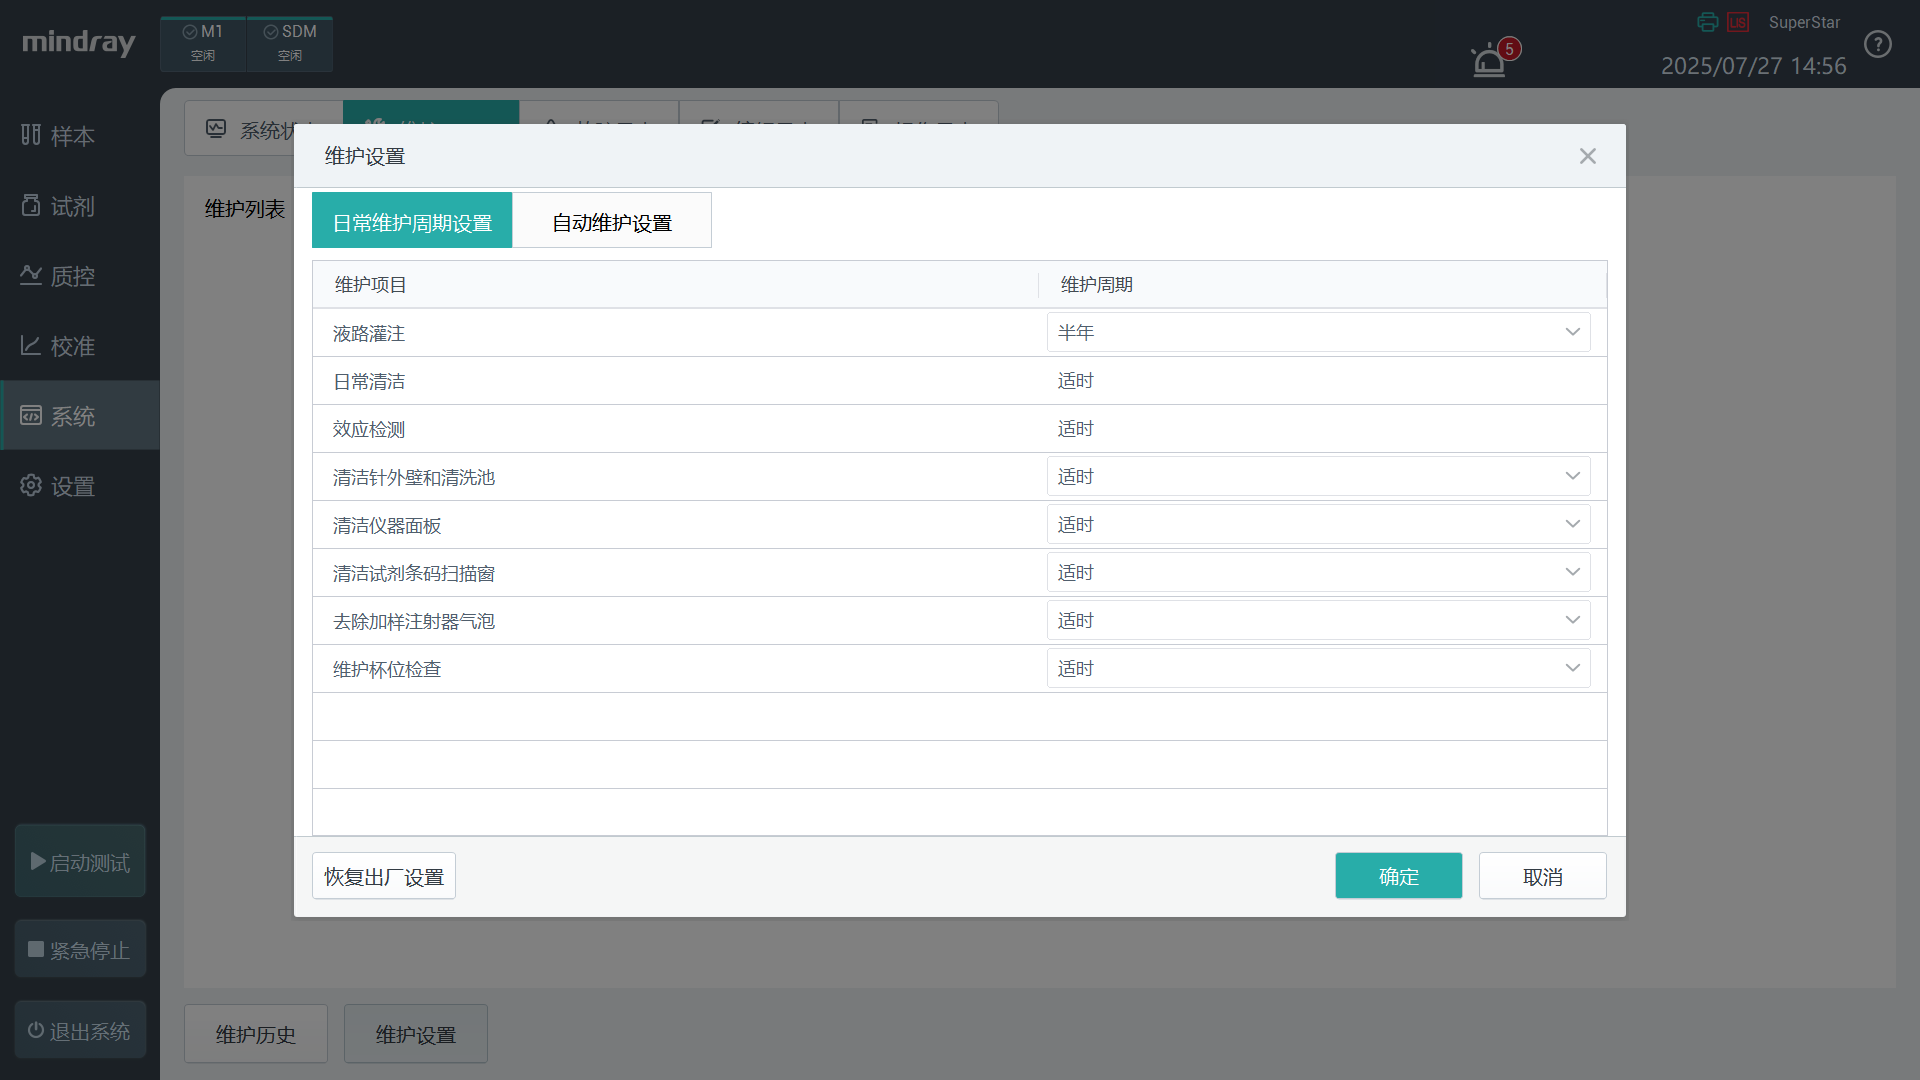 mindray
M1
空闲
SDM
空闲
5
LIS
SuperStar
2025/07/27 14:56
?
样本
试剂
质控
校准
系统
设置
启动测试
紧急停止
退出系统
系统状
维护列表
维护设置
日常维护周期设置
自动维护设置
维护项目 维护周期
液路灌注 半年
日常清洁 适时
效应检测 适时
清洁针外壁和清洗池 适时
清洁仪器面板 适时
清洁试剂条码扫描窗 适时
去除加样注射器气泡 适时
维护杯位检查 适时
恢复出厂设置
确定
取消
维护历史
维护设置